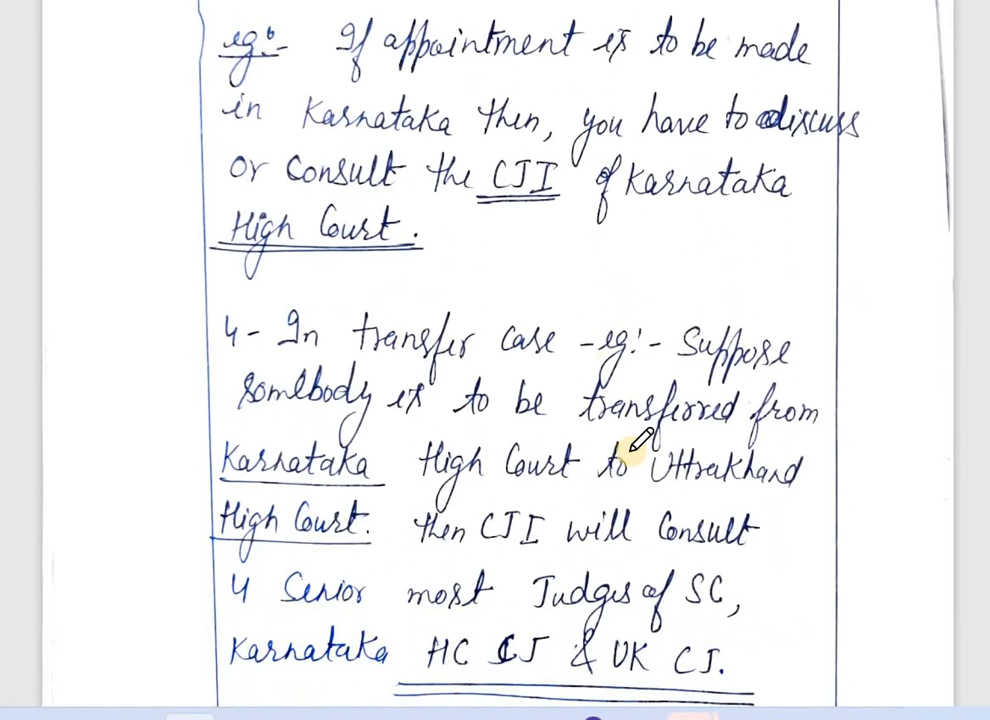 eg:- If appointment is to be made
in Karnataka then, you have to discuss
or consult the CJI of Karnataka
High Court.
4- In transfer case - eg:- Suppose
somebody is to be transferred from
Karnataka High Court to Uttrakhand
High Court. then CJI will consult
4 Senior most Judges of SC,
Karnataka HC CJ & UK CJ.